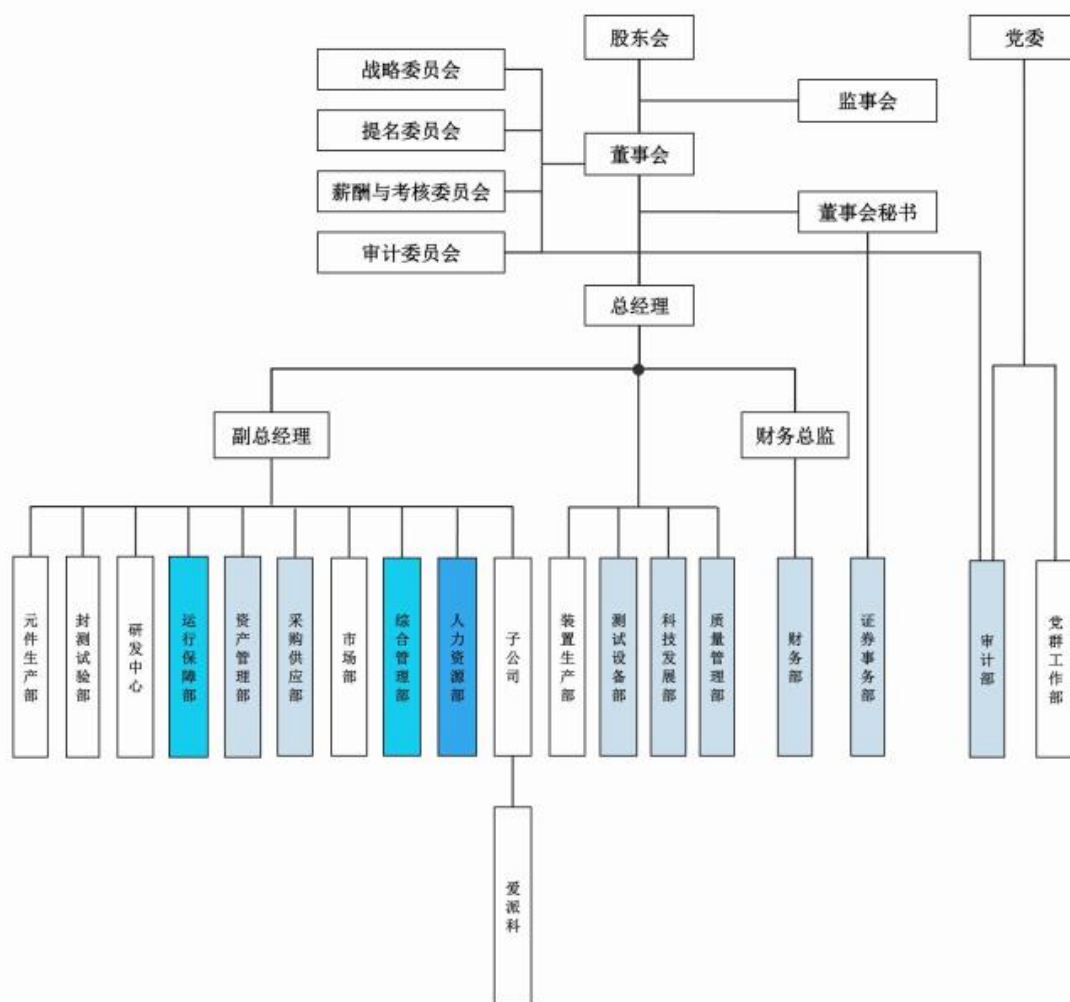 股东会
党委
战略委员会
监事会
提名委员会
董事会
薪酬与考核委员会
董事会秘书
审计委员会
总经理
副总经理
财务总监
元件生产部
封测试验部
研发中心
运行保障部
资产管理部
采购供应部
市场部
综合管理部
人力资源部
子公司
装置生产部
测试设备部
科技发展部
质量管理部
财务部
证券事务部
审计部
党群工作部
爱派科